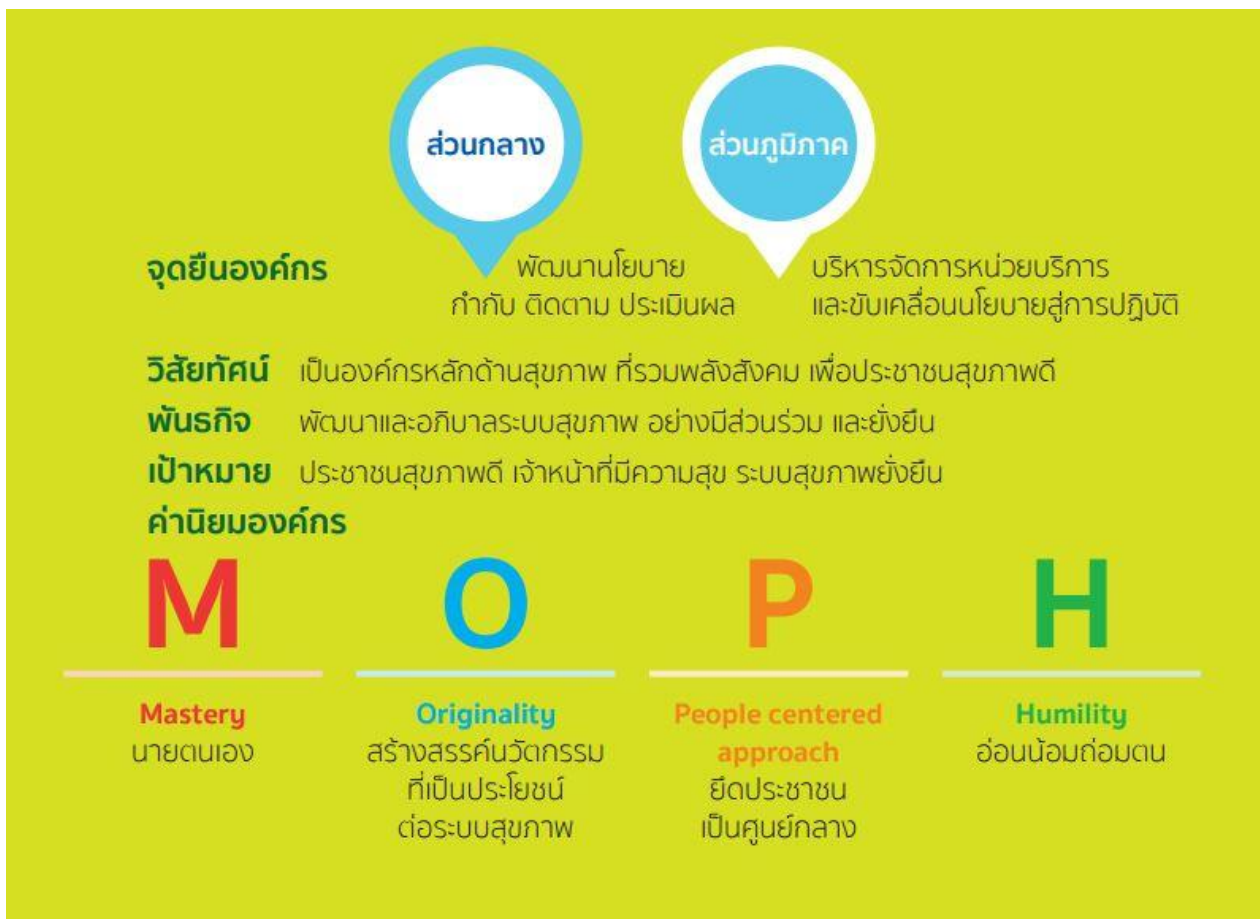 ส่วนกลาง
ส่วนภูมิภาค
จุดยืนองค์กร
พัฒนานโยบาย
กำกับ ติดตาม ประเมินผล
บริหารจัดการหน่วยบริการ
และขับเคลื่อนนโยบายสู่การปฏิบัติ
วิสัยทัศน์ เป็นองค์กรหลักด้านสุขภาพ ที่รวมพลังสังคม เพื่อประชาชนสุขภาพดี
พันธกิจ พัฒนาและอภิบาลระบบสุขภาพ อย่างมีส่วนร่วม และยั่งยืน
เป้าหมาย ประชาชนสุขภาพดี เจ้าหน้าที่มีความสุข ระบบสุขภาพยั่งยืน
ค่านิยมองค์กร
M
Mastery
นายตนเอง
O
Originality
สร้างสรรค์นวัตกรรม
ที่เป็นประโยชน์
ต่อระบบสุขภาพ
P
People centered
approach
ยึดประชาชน
เป็นศูนย์กลาง
H
Humility
อ่อนน้อมถ่อมตน